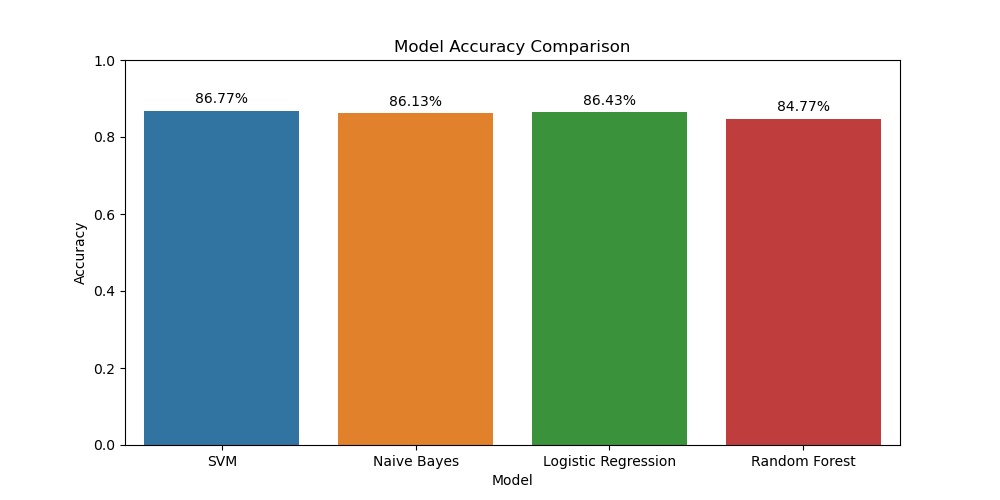 Model Accuracy Comparison
1.0
0.8
0.6
0.4
0.2
0.0
Accuracy
86.77%
86.13%
86.43%
84.77%
SVM
Naive Bayes
Logistic Regression
Random Forest
Model